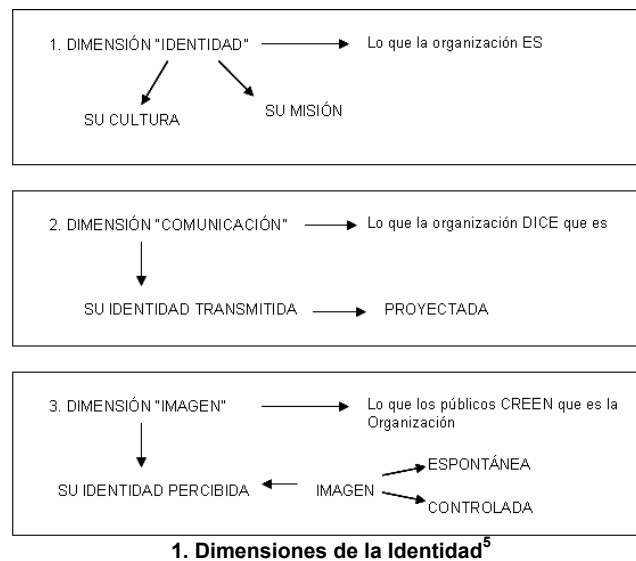 1. DIMENSIÓN "IDENTIDAD" Lo que la organización ES
SU CULTURA SU MISIÓN
2. DIMENSIÓN "COMUNICACIÓN" Lo que la organización DICE que es
SU IDENTIDAD TRANSMITIDA PROYECTADA
3. DIMENSIÓN "IMAGEN" Lo que los públicos CREEN que es la
Organización
ESPONTÁNEA
SU IDENTIDAD PERCIBIDA IMAGEN
CONTROLADA
1. Dimensiones de la Identidad5